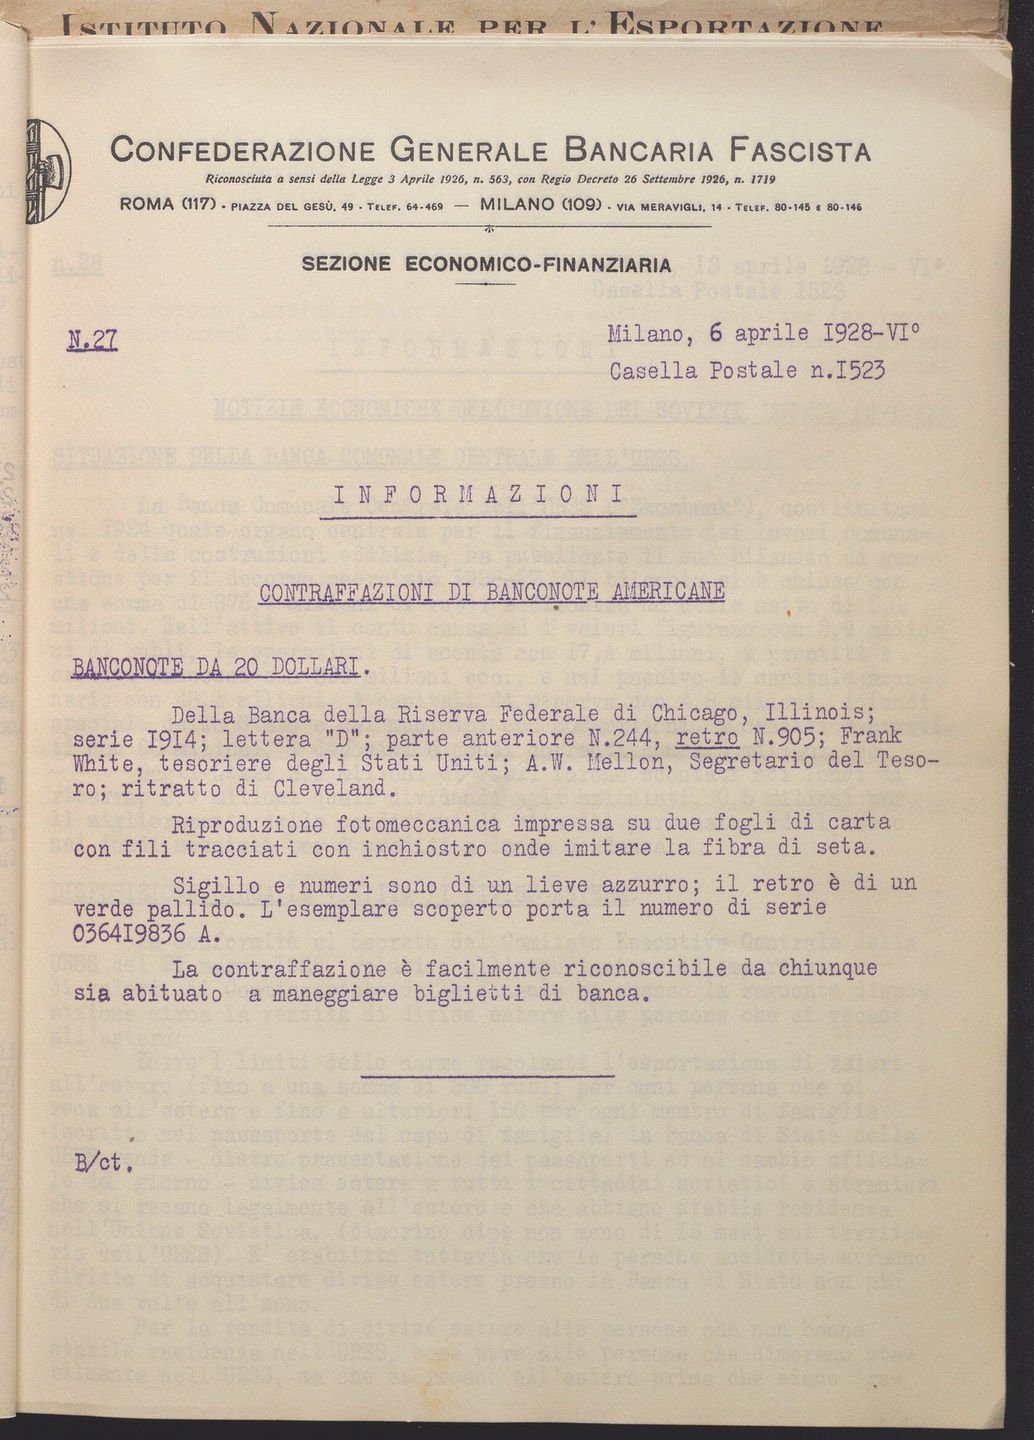 ISTITUTO NAZIONALE PER L'ESPORTAZIONE
CONFEDERAZIONE GENERALE BANCARIA FASCISTA
Riconosciuta a sensi della Legge 3 Aprile 1926, n. 563, con Regio Decreto 26 Settembre 1926, n. 1719
ROMA (117) - PIAZZA DEL GESÙ, 49 - TELEF. 64-469 — MILANO (109) - VIA MERAVIGLI, 14 - TELEF. 80-145 E 80-146
SEZIONE ECONOMICO-FINANZIARIA
N.27
Milano, 6 aprile I928-VI°
Casella Postale n.I523
I N F O R M A Z I O N I
CONTRAFFAZIONI DI BANCONOTE AMERICANE
BANCONOTE DA 20 DOLLARI.
Della Banca della Riserva Federale di Chicago, Illinois;
serie I9I4; lettera "D"; parte anteriore N.244, retro N.905; Frank
White, tesoriere degli Stati Uniti; A.W. Mellon, Segretario del Teso-
ro; ritratto di Cleveland.
Riproduzione fotomeccanica impressa su due fogli di carta
con fili tracciati con inchiostro onde imitare la fibra di seta.
Sigillo e numeri sono di un lieve azzurro; il retro è di un
verde pallido. L'esemplare scoperto porta il numero di serie
0364I9836 A.
La contraffazione è facilmente riconoscibile da chiunque
sia abituato a maneggiare biglietti di banca.
B/ct.